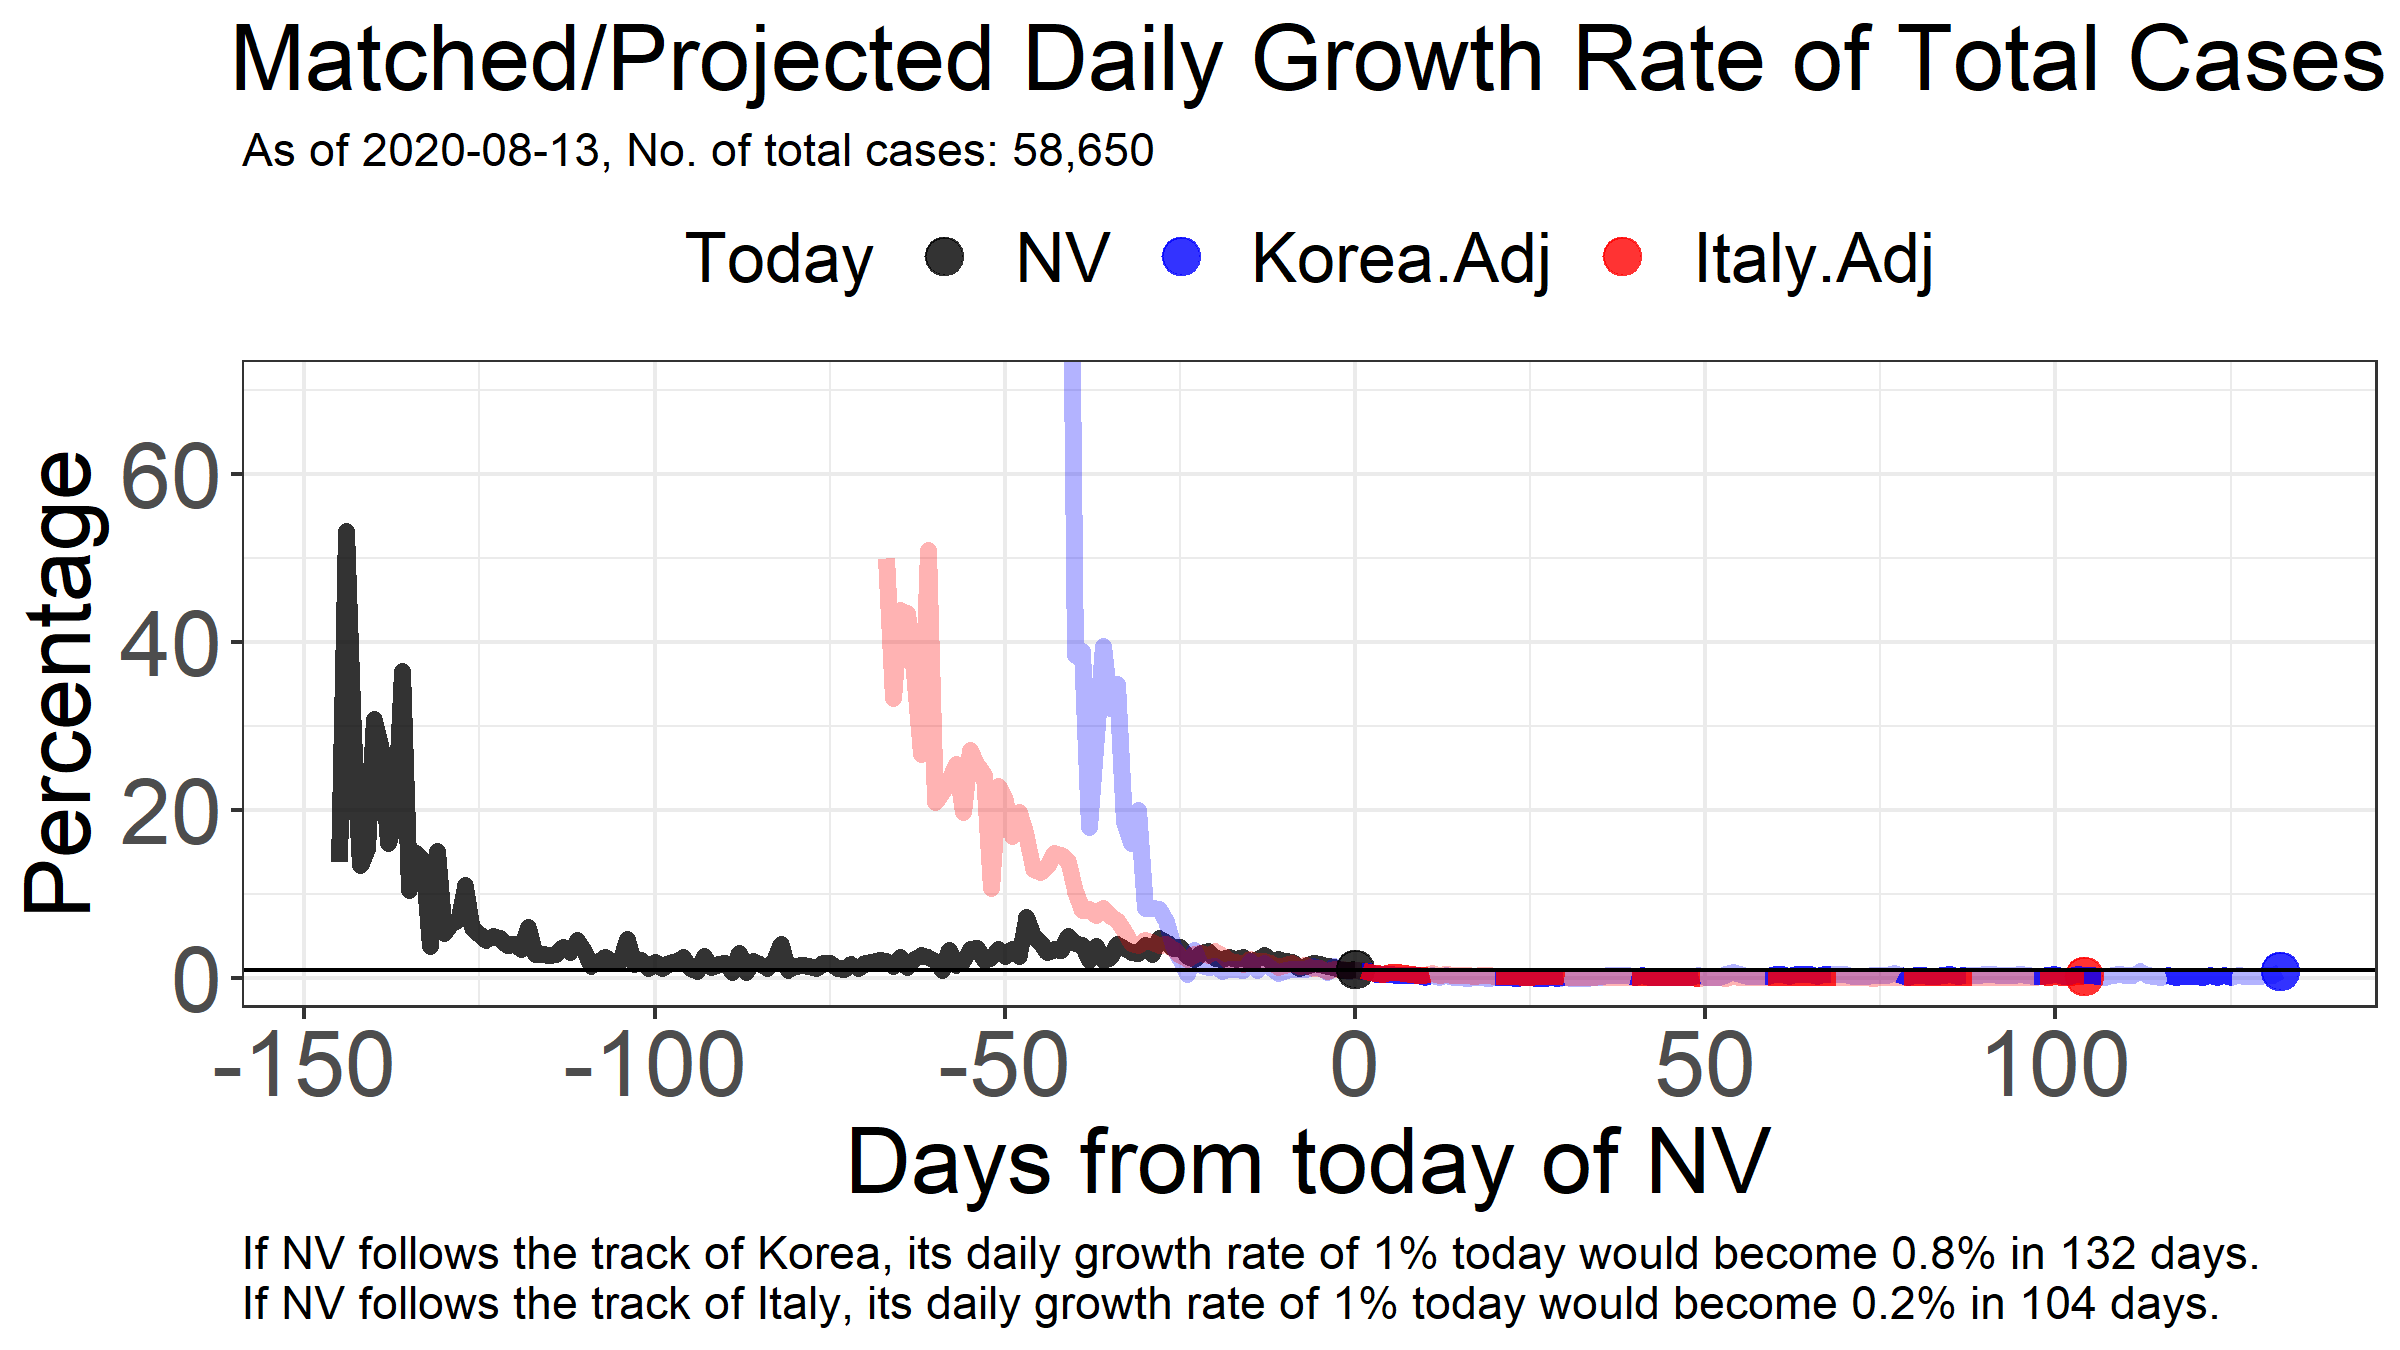 Matched/Projected Daily Growth Rate of Total Cases
As of 2020-08-13, No. of total cases: 58,650
Today NV Korea.Adj Italy.Adj
Percentage
60
40
20
0
-150 -100 -50 0 50 100
Days from today of NV
If NV follows the track of Korea, its daily growth rate of 1% today would become 0.8% in 132 days.
If NV follows the track of Italy, its daily growth rate of 1% today would become 0.2% in 104 days.